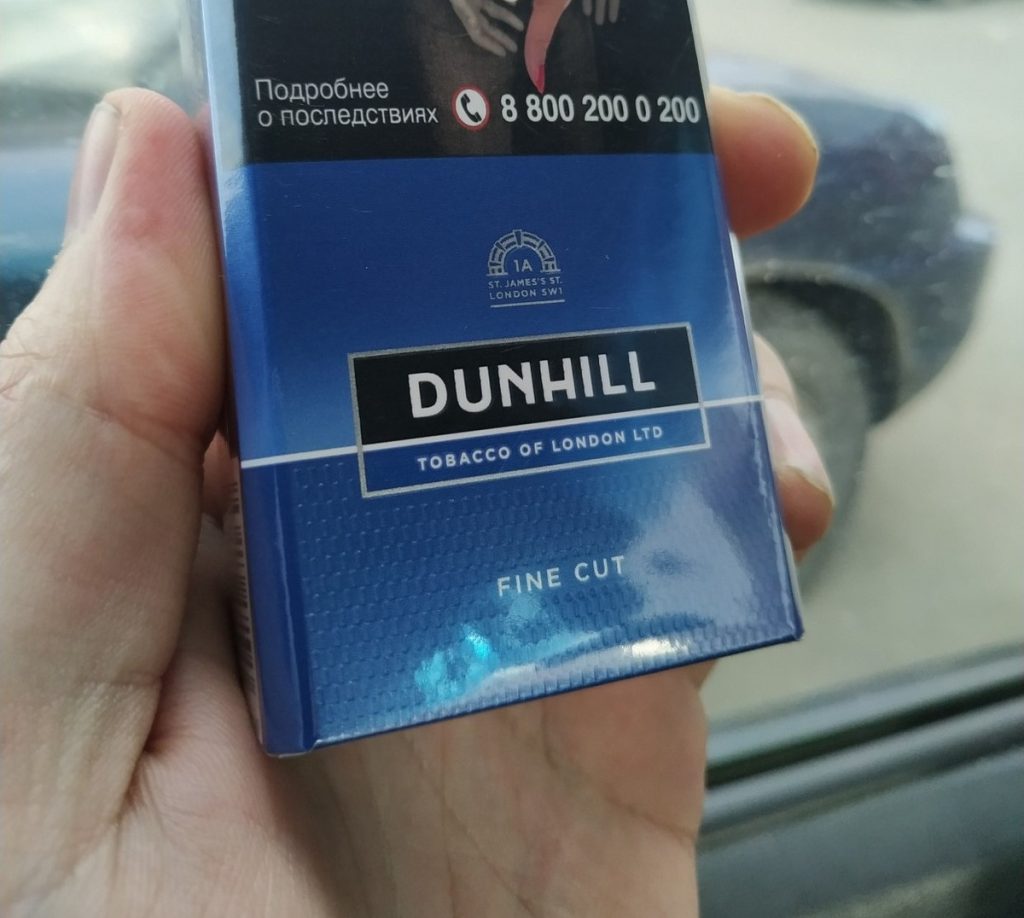 Подробнее
о последствиях
8 800 200 0 200
1A
ST. JAMES'S ST.
LONDON SW1
DUNHILL
TOBACCO OF LONDON LTD
FINE CUT